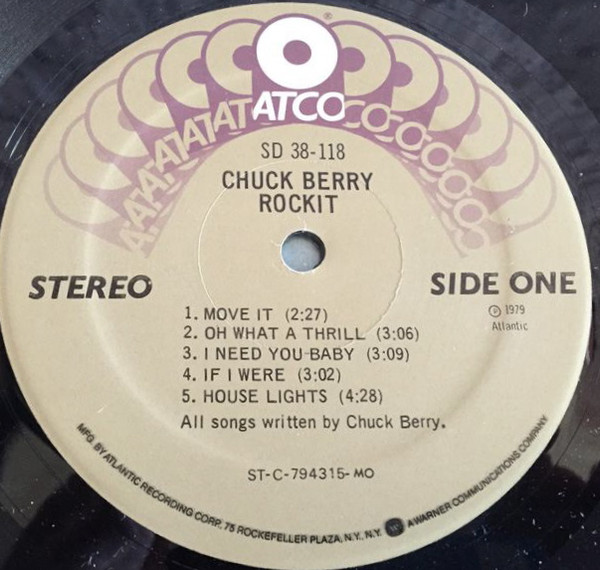 ATCO
®
SD 38-118
CHUCK BERRY
ROCKIT
STEREO
SIDE ONE
℗ 1979
Atlantic
1. MOVE IT (2:27)
2. OH WHAT A THRILL (3:06)
3. I NEED YOU BABY (3:09)
4. IF I WERE (3:02)
5. HOUSE LIGHTS (4:28)
All songs written by Chuck Berry.
ST-C-794315-MO
MFG. BY ATLANTIC RECORDING CORP. 75 ROCKEFELLER PLAZA, N.Y., N.Y. A WARNER COMMUNICATIONS COMPANY